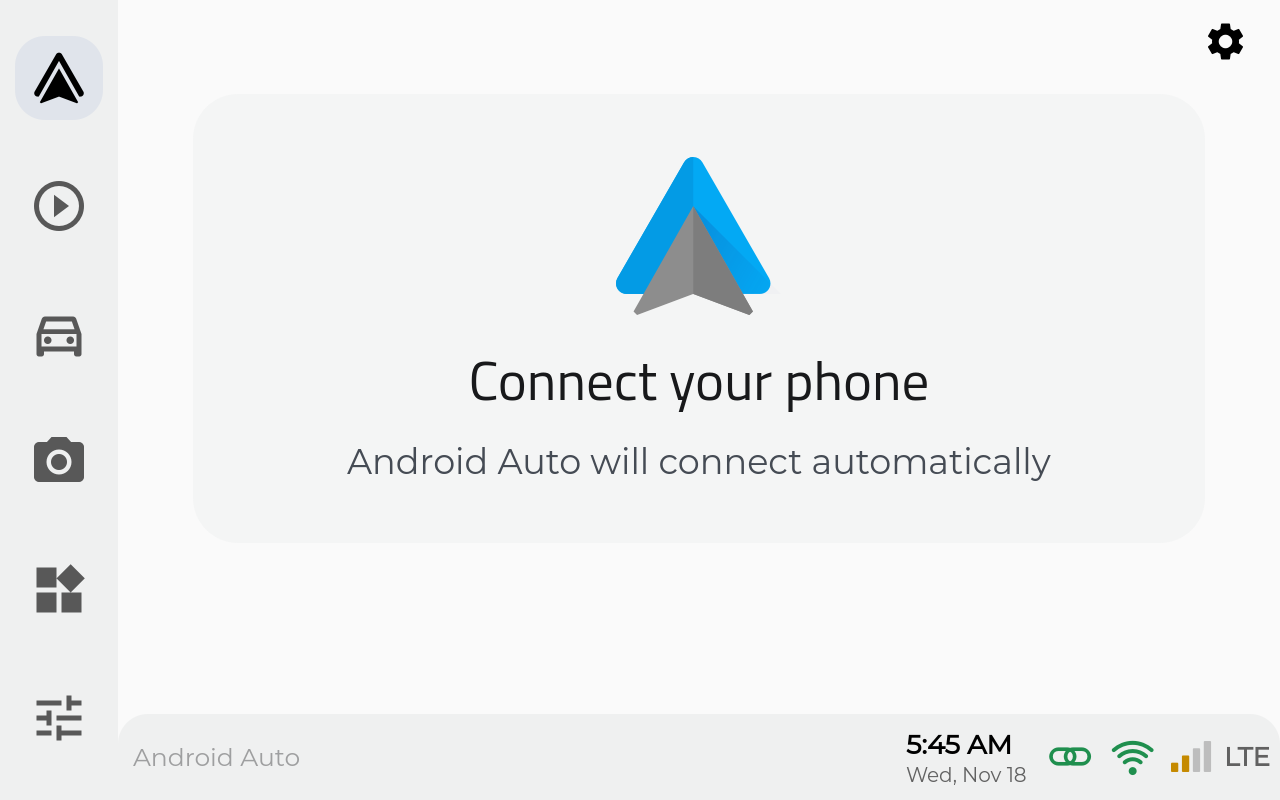 Connect your phone
Android Auto will connect automatically
Android Auto
5:45 AM
Wed, Nov 18
LTE